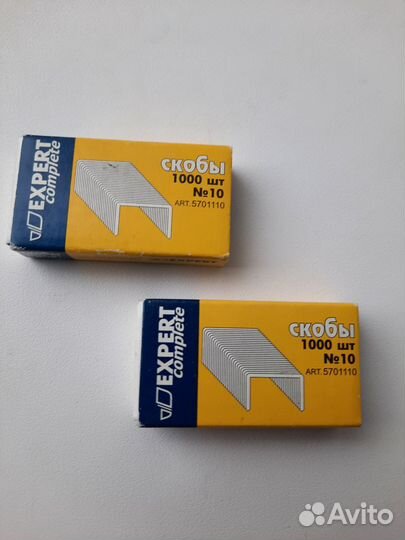 EXPERT
complete
скобы
1000 шт
№10
ART. 5701110
EXPERT
complete
скобы
1000 шт
№10
ART. 5701110
Avito